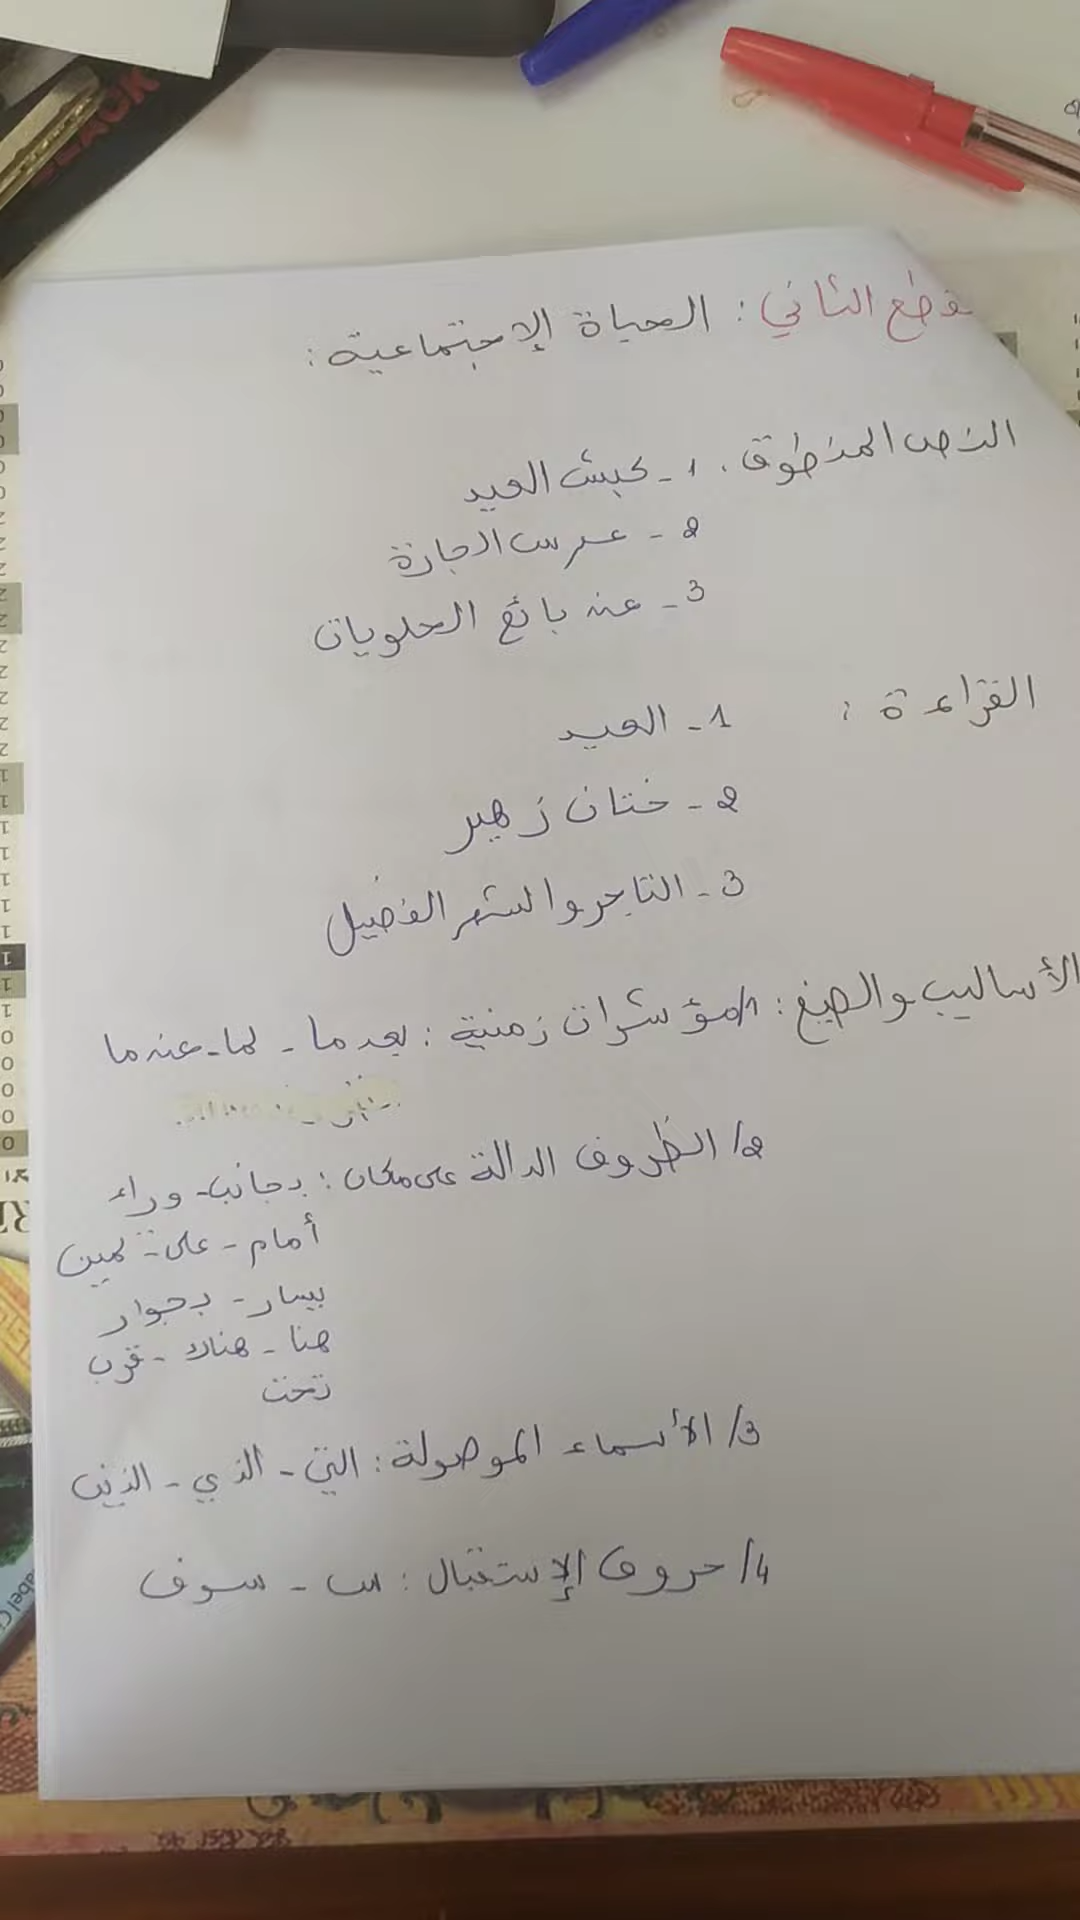 قطع الثاني : الحياة الإجتماعية :
النص المنطوق . 1 - كبش العيد
2 - عرس الجارة
3 - عند بائع الحلويات
القراءة : 1 - العيد
2 - ختان زهير
3 - التاجر والشهر الفضيل
الأساليب والصيغ : 1/ مؤشرات زمنية : بعدما - لما - عندما
2/ الظروف الدالة على مكان : بجانب - وراء
أمام - على - يمين
يسار - بجوار
هنا - هناك - قرب
تحت
3/ الأسماء الموصولة : التي - الذي - الذين
4/ حروف الإستقبال : س - سوف